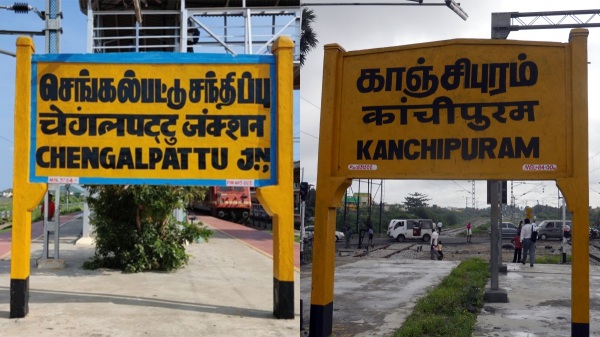 செங்கல்பட்டு சந்திப்பு
चेंगलपट्टु जंक्शन
CHENGALPATTU JN.
காஞ்சிபுரம்
कांचीपुरम
KANCHIPURAM